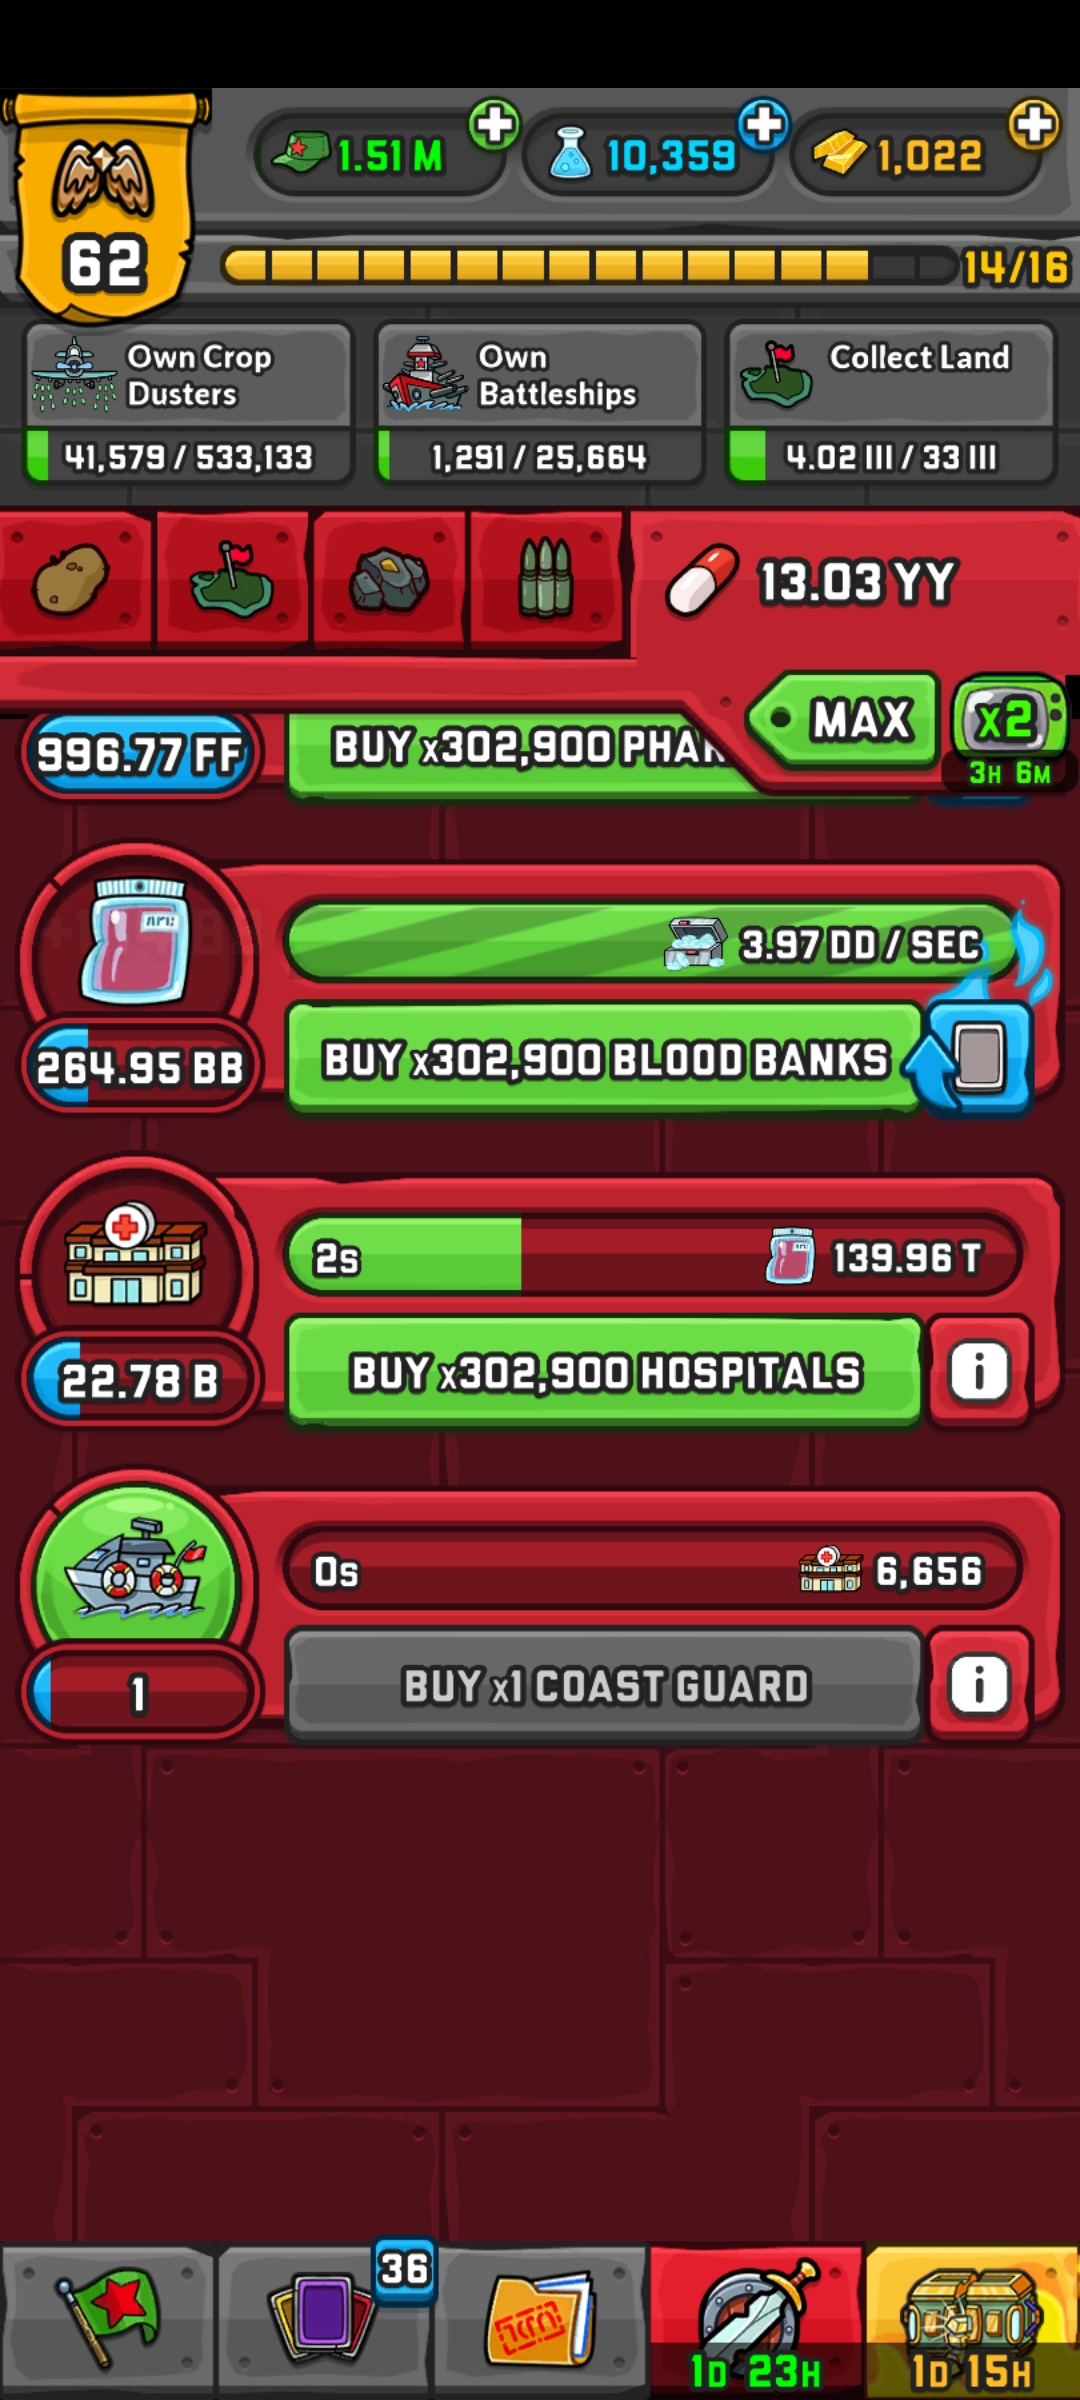 1.51 M
10,359
1,022
62
14/16
Own Crop
Dusters
41,579 / 533,133
Own
Battleships
1,291 / 25,664
Collect Land
4.02 III / 33 III
13.03 YY
MAX
x2
3H 6M
996.77 FF
BUY x302,900
3.97 DD / SEC
264.95 BB
BUY x302,900 BLOOD BANKS
2s
139.96 T
22.78 B
BUY x302,900 HOSPITALS
i
0s
6,656
1
BUY x1 COAST GUARD
i
36
1D 23H
1D 15H